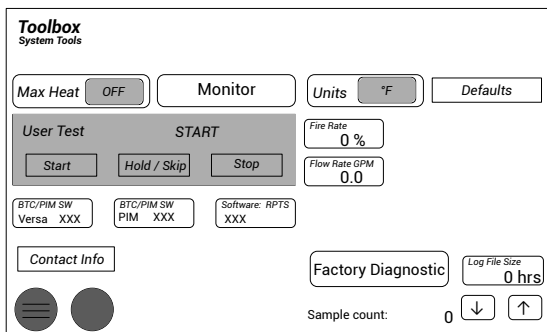 Toolbox
System Tools
Max Heat OFF Monitor Units °F Defaults
User Test START
Start Hold / Skip Stop
Fire Rate
0 %
Flow Rate GPM
0.0
BTC/PIM SW
Versa XXX
BTC/PIM SW
PIM XXX
Software: RPTS
XXX
Contact Info
Factory Diagnostic
Log File Size
0 hrs
Sample count: 0 ↓ ↑